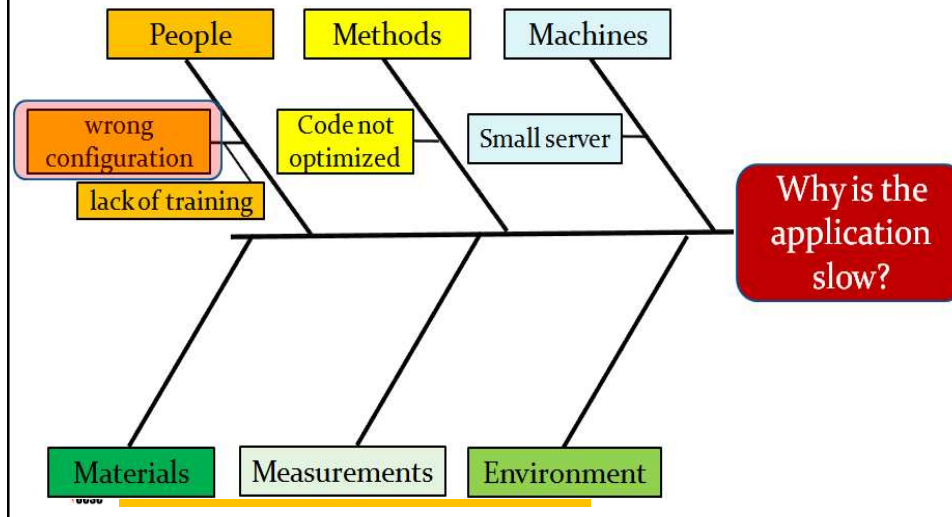 People
Methods
Machines
wrong
configuration
Code not
optimized
Small server
lack of training
Why is the
application
slow?
Materials
Measurements
Environment